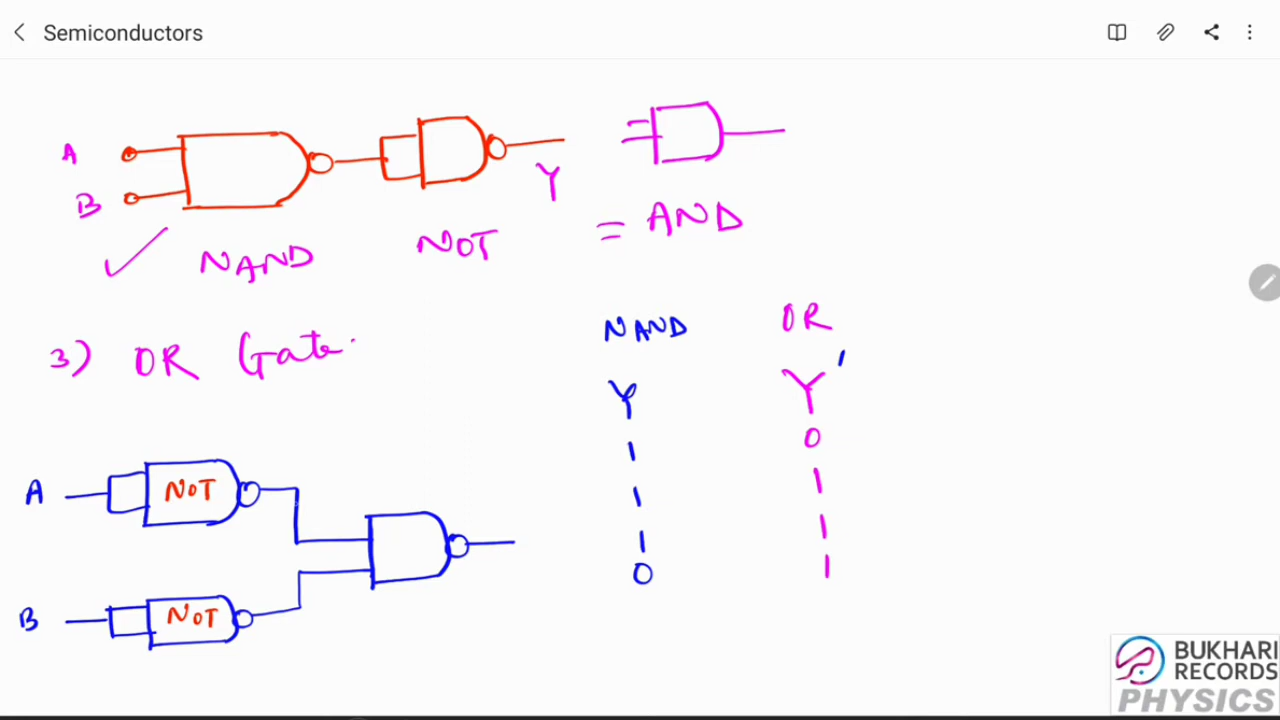 Semiconductors
A
B
Y
NAND
NOT
= AND
3) OR Gate.
NAND
OR
Y
Y
1
0
1
1
1
1
0
1
A
NOT
B
NOT
BUKHARI
RECORDS
PHYSICS